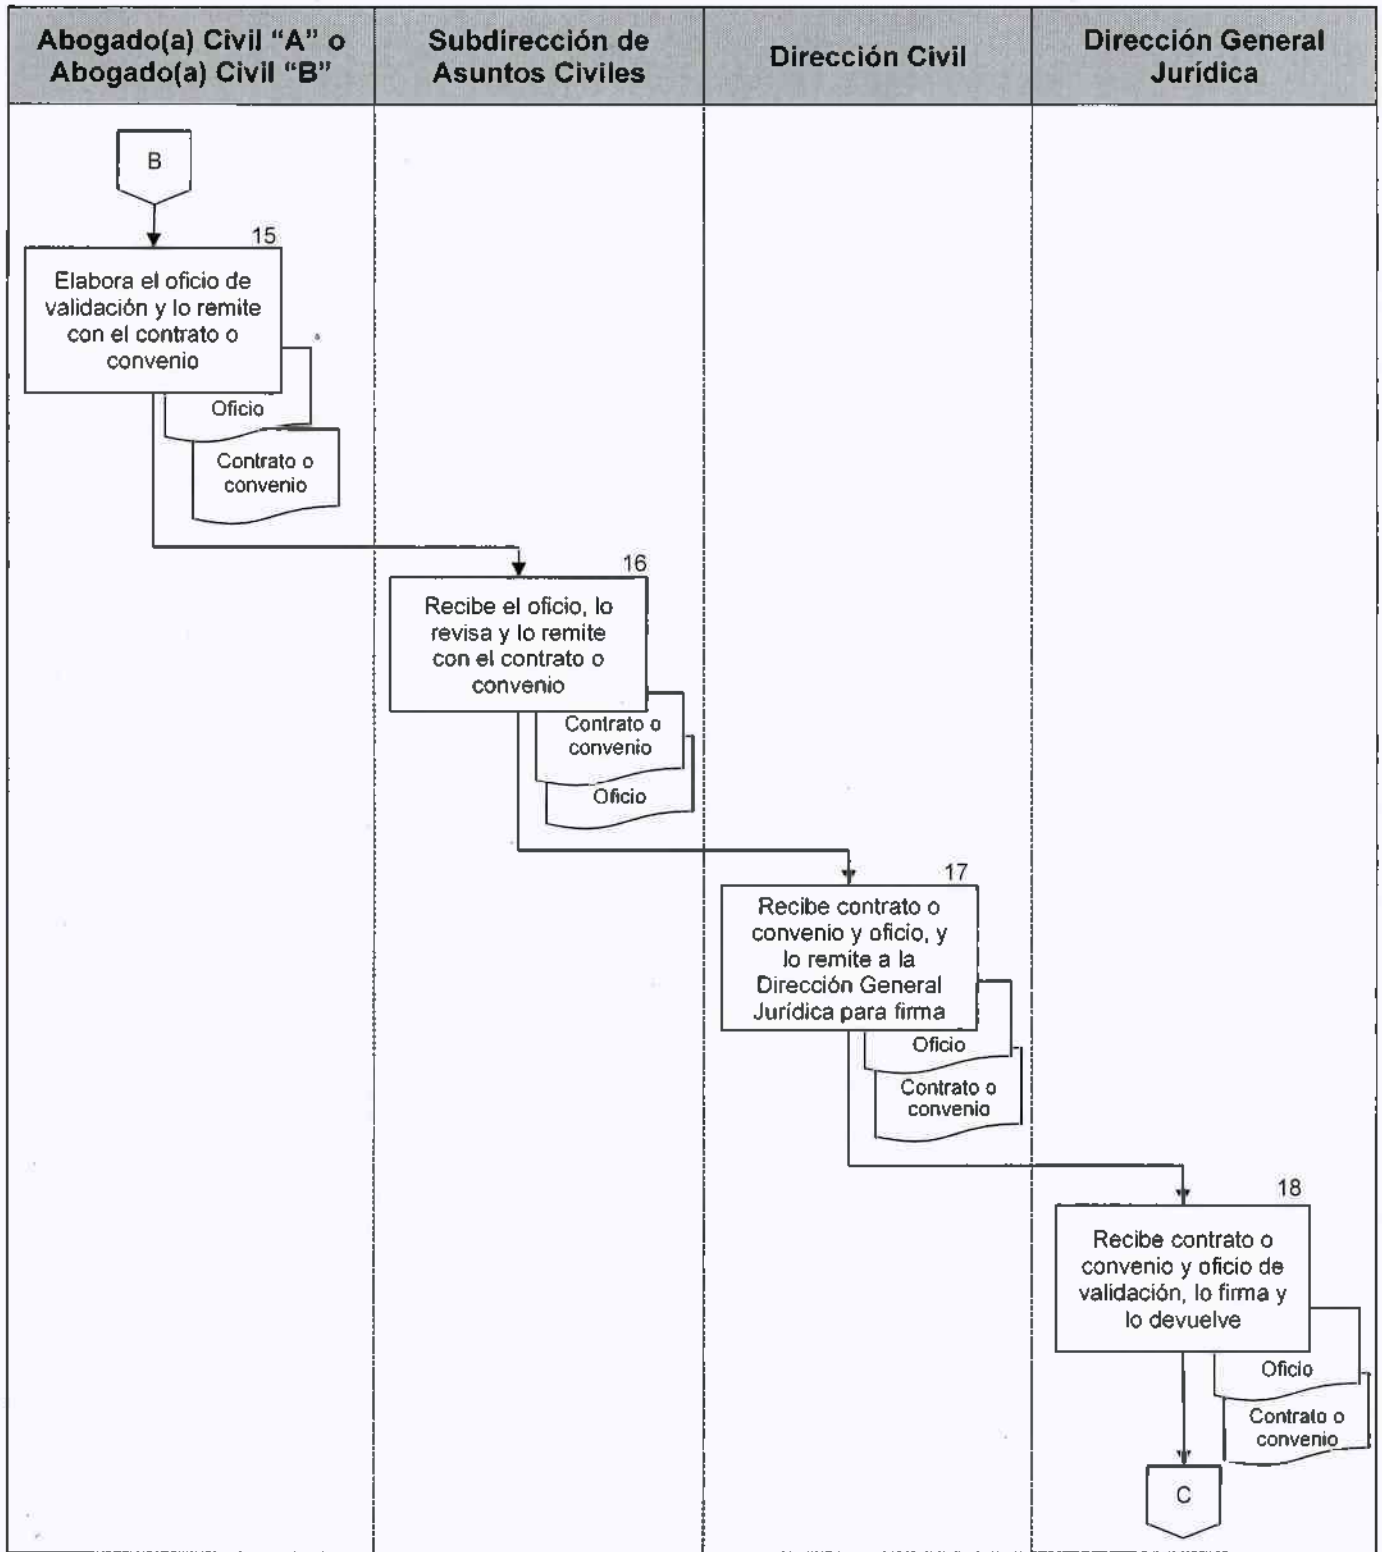 Abogado(a) Civil “A” o
Abogado(a) Civil “B”
Subdirección de
Asuntos Civiles
Dirección Civil
Dirección General
Jurídica
B
15
Elabora el oficio de
validación y lo remite
con el contrato o
convenio
Oficio
Contrato o
convenio
16
Recibe el oficio, lo
revisa y lo remite
con el contrato o
convenio
Contrato o
convenio
Oficio
17
Recibe contrato o
convenio y oficio, y
lo remite a la
Dirección General
Jurídica para firma
Oficio
Contrato o
convenio
18
Recibe contrato o
convenio y oficio de
validación, lo firma y
lo devuelve
Oficio
Contrato o
convenio
C